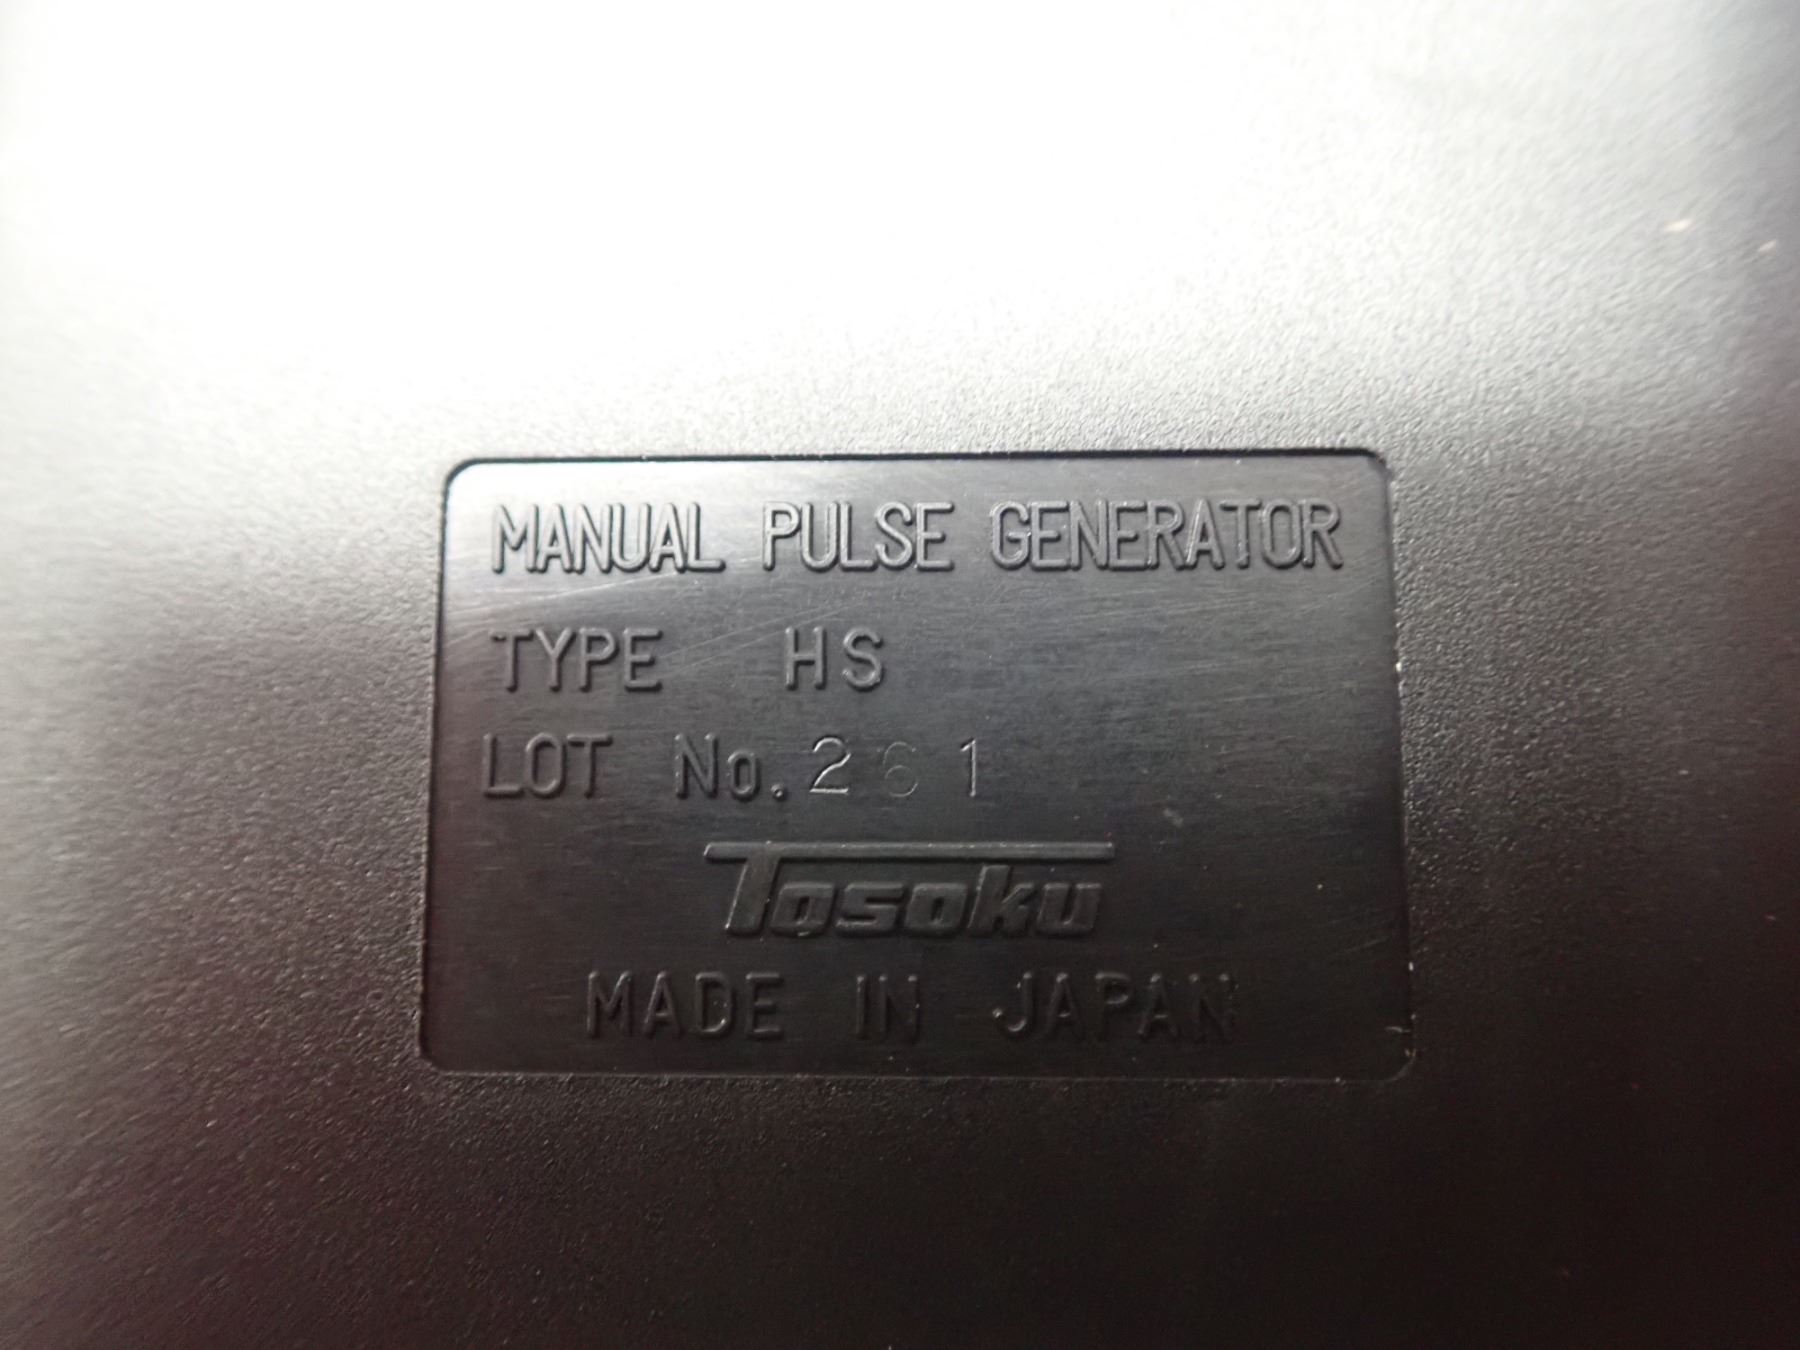 MANUAL PULSE GENERATOR
TYPE HS
LOT No. 261
Tosoku
MADE IN JAPAN